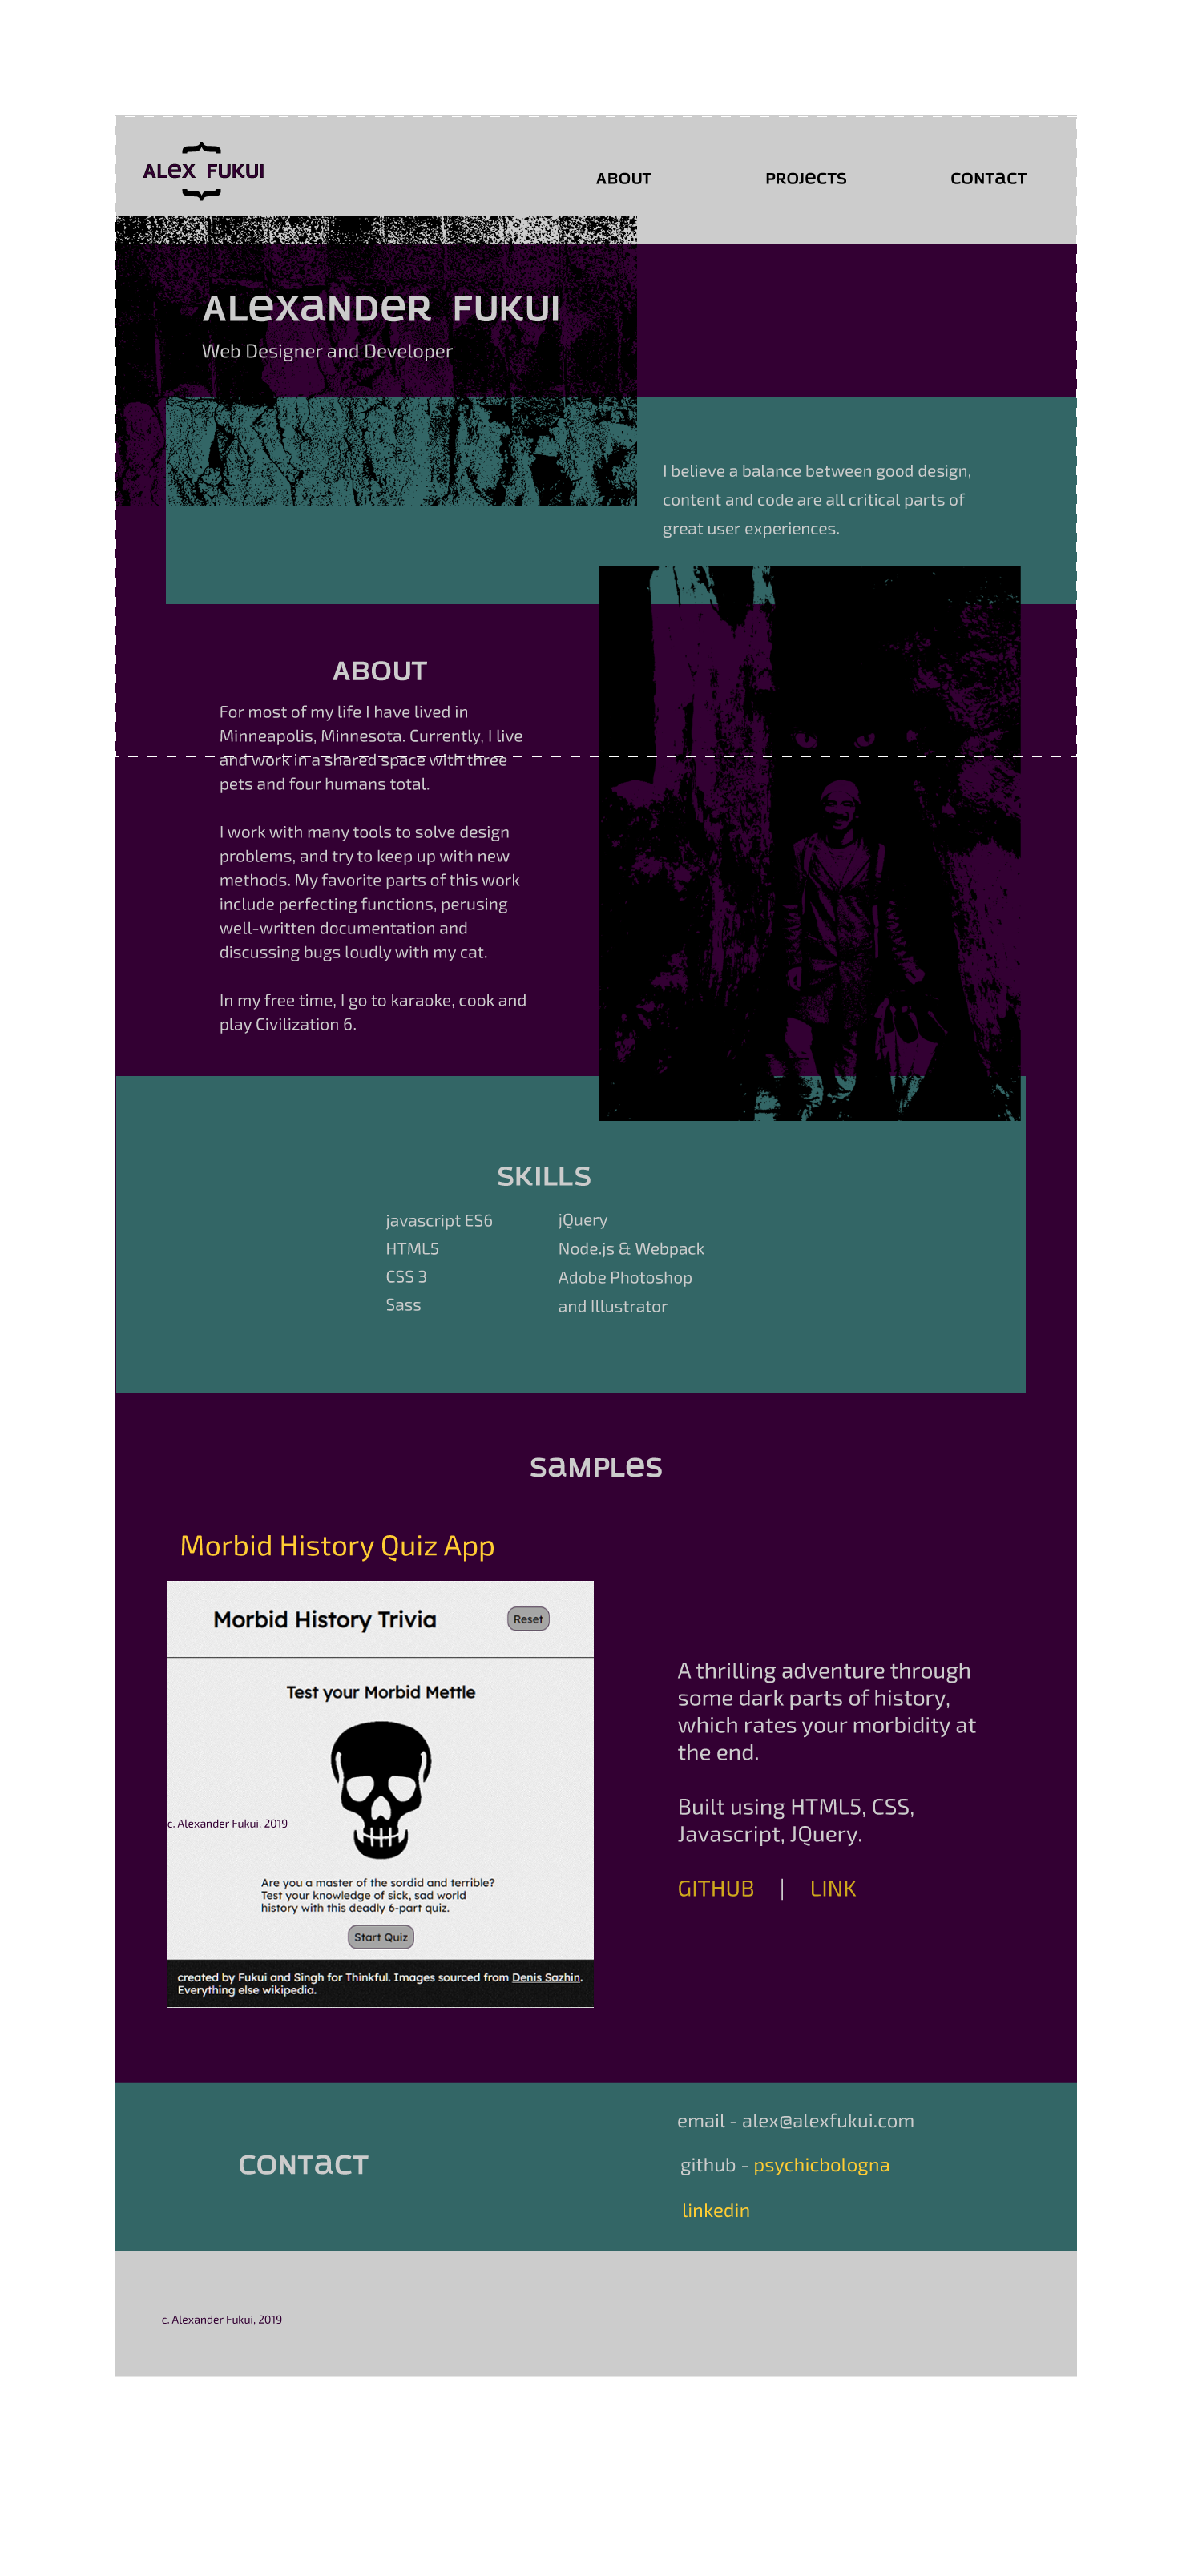 ALex FUKUI
ABOUT
PROJeCTS
CONTaCT
ALeXaNDeR FUKUI
Web Designer and Developer
I believe a balance between good design,
content and code are all critical parts of
great user experiences.
ABOUT
For most of my life I have lived in
Minneapolis, Minnesota. Currently, I live
and work in a shared space with three
pets and four humans total.
I work with many tools to solve design
problems, and try to keep up with new
methods. My favorite parts of this work
include perfecting functions, perusing
well-written documentation and
discussing bugs loudly with my cat.
In my free time, I go to karaoke, cook and
play Civilization 6.
SKILLS
javascript ES6
HTML5
CSS 3
Sass
jQuery
Node.js & Webpack
Adobe Photoshop
and Illustrator
SaMPLeS
Morbid History Quiz App
Morbid History Trivia
Reset
Test your Morbid Mettle
c. Alexander Fukui, 2019
Are you a master of the sordid and terrible?
Test your knowledge of sick, sad world
history with this deadly 6-part quiz.
Start Quiz
created by Fukui and Singh for Thinkful. Images sourced from Denis Sazhin.
Everything else wikipedia.
A thrilling adventure through
some dark parts of history,
which rates your morbidity at
the end.
Built using HTML5, CSS,
Javascript, JQuery.
GITHUB | LINK
CONTaCT
email - alex@alexfukui.com
github - psychicbologna
linkedin
c. Alexander Fukui, 2019